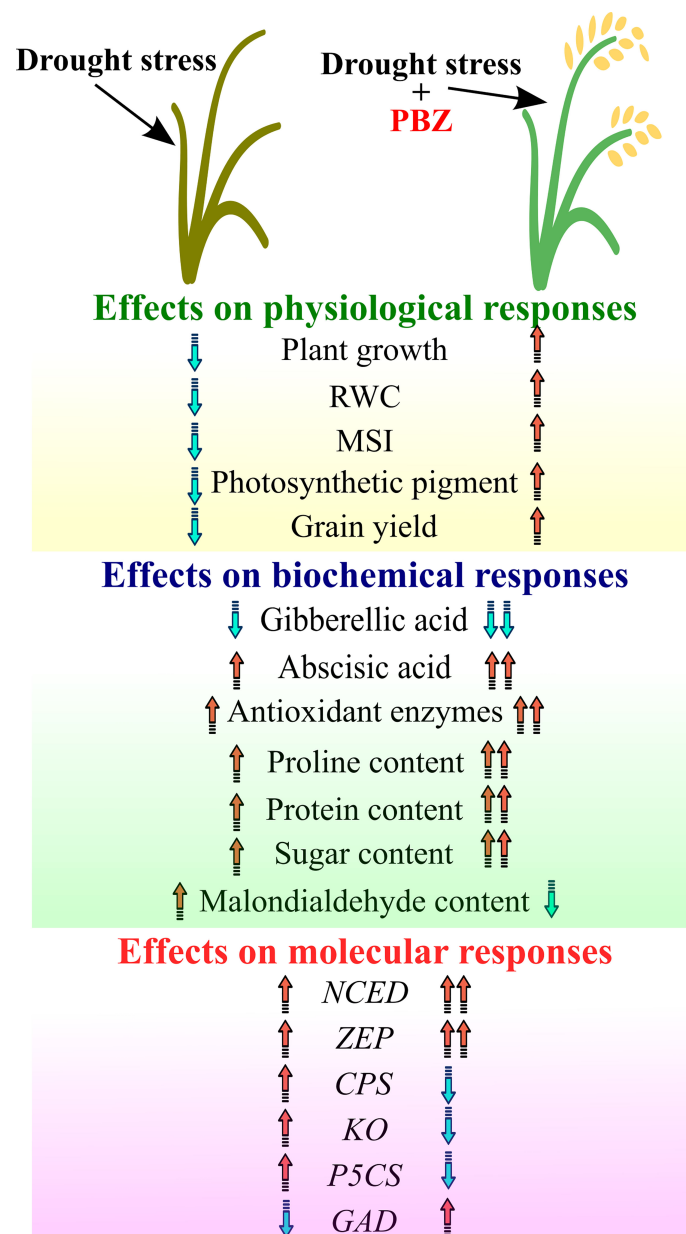 Drought stress
Drought stress
+
PBZ
Effects on physiological responses
Plant growth
RWC
MSI
Photosynthetic pigment
Grain yield
Effects on biochemical responses
Gibberellic acid
Abscisic acid
Antioxidant enzymes
Proline content
Protein content
Sugar content
Malondialdehyde content
Effects on molecular responses
NCED
ZEP
CPS
KO
P5CS
GAD